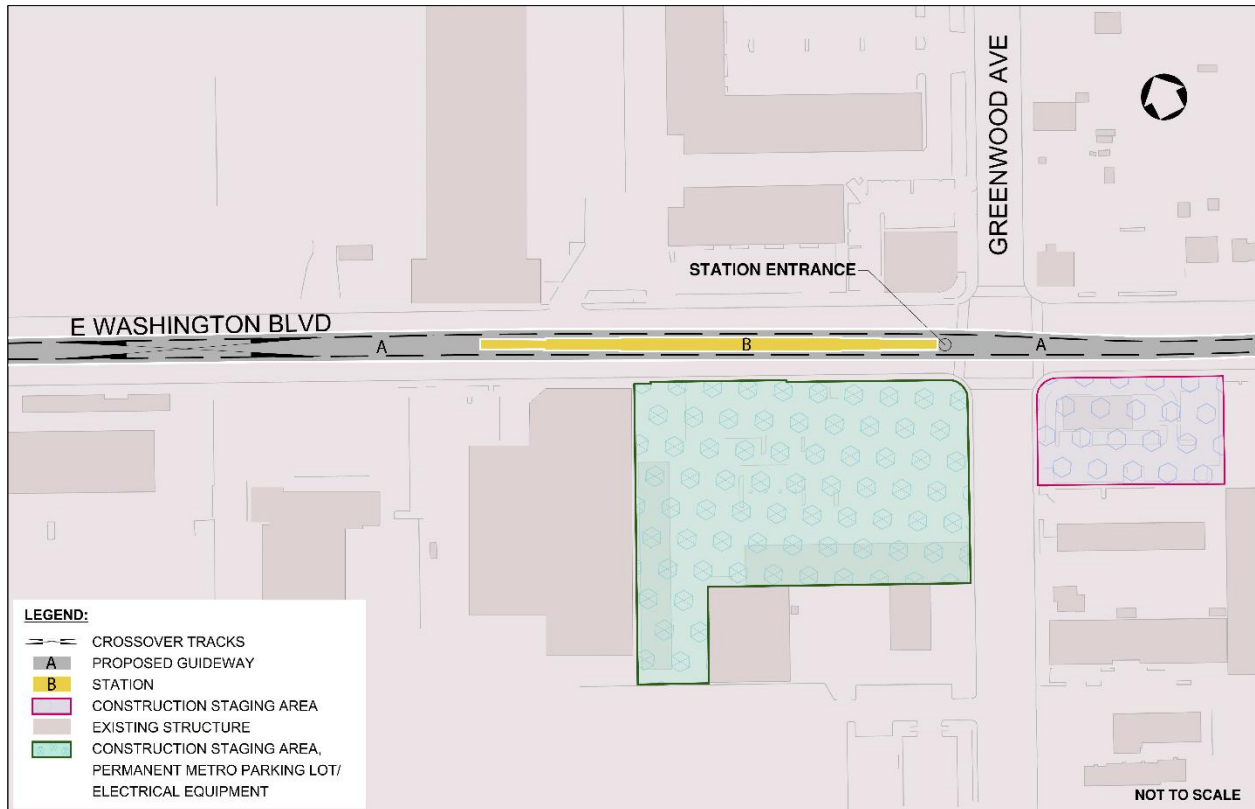 GREENWOOD AVE
STATION ENTRANCE
E WASHINGTON BLVD
A
B
A
LEGEND:
CROSSOVER TRACKS
A PROPOSED GUIDEWAY
B STATION
CONSTRUCTION STAGING AREA
EXISTING STRUCTURE
CONSTRUCTION STAGING AREA,
PERMANENT METRO PARKING LOT/
ELECTRICAL EQUIPMENT
NOT TO SCALE